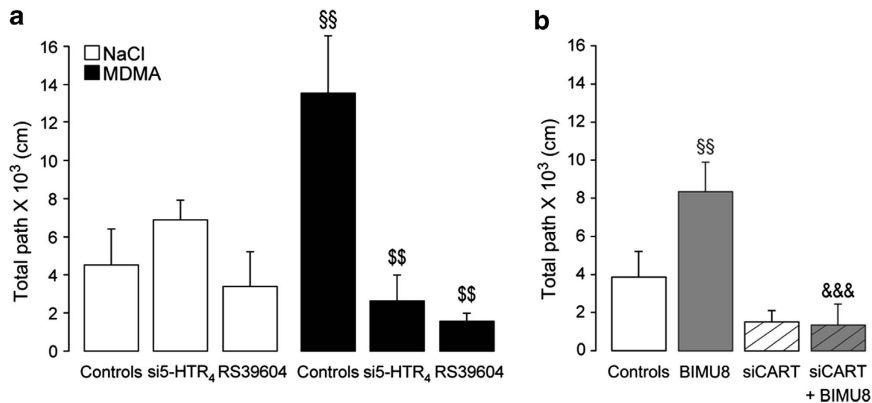 a
Total path X 10³ (cm)
16
14
12
10
8
6
4
2
0
NaCl
MDMA
§§
$$
$$
Controls si5-HTR₄ RS39604 Controls si5-HTR₄ RS39604
b
Total path X 10³ (cm)
16
14
12
10
8
6
4
2
0
§§
&&&
Controls BIMU8 siCART siCART
+ BIMU8